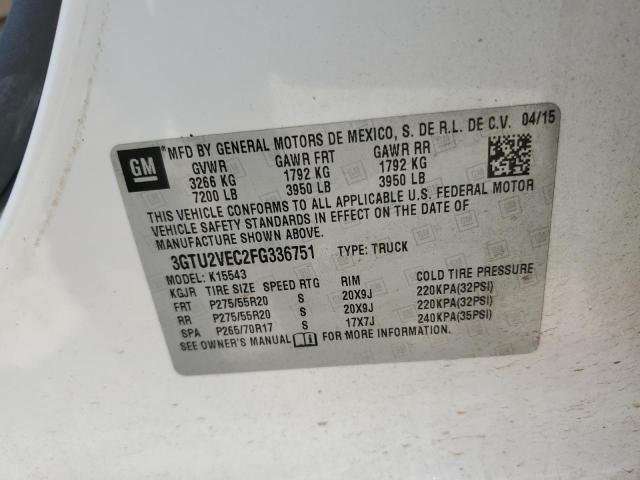 GM
*MFD BY GENERAL MOTORS DE MEXICO, S. DE R.L. DE C.V. 04/15
GVWR GAWR FRT GAWR RR
3266 KG 1792 KG 1792 KG
7200 LB 3950 LB 3950 LB
THIS VEHICLE CONFORMS TO ALL APPLICABLE U.S. FEDERAL MOTOR
VEHICLE SAFETY STANDARDS IN EFFECT ON THE DATE OF
MANUFACTURE SHOWN ABOVE.
3GTU2VEC2FG336751 TYPE: TRUCK
MODEL: K15543
KGJR TIRE SIZE SPEED RTG RIM COLD TIRE PRESSURE
FRT P275/55R20 S 20X9J 220KPA(32PSI)
RR P275/55R20 S 20X9J 220KPA(32PSI)
SPA P265/70R17 S 17X7J 240KPA(35PSI)
SEE OWNER'S MANUAL FOR MORE INFORMATION.